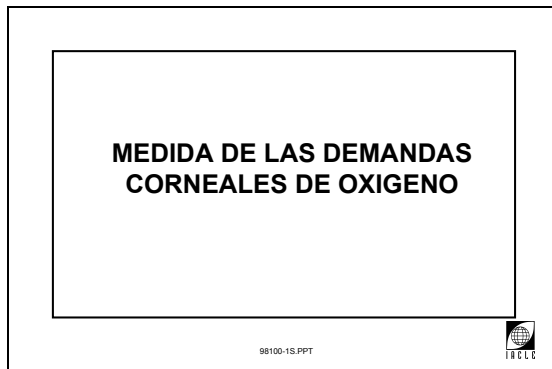 MEDIDA DE LAS DEMANDAS
CORNEALES DE OXIGENO
98100-1S.PPT
IACLE